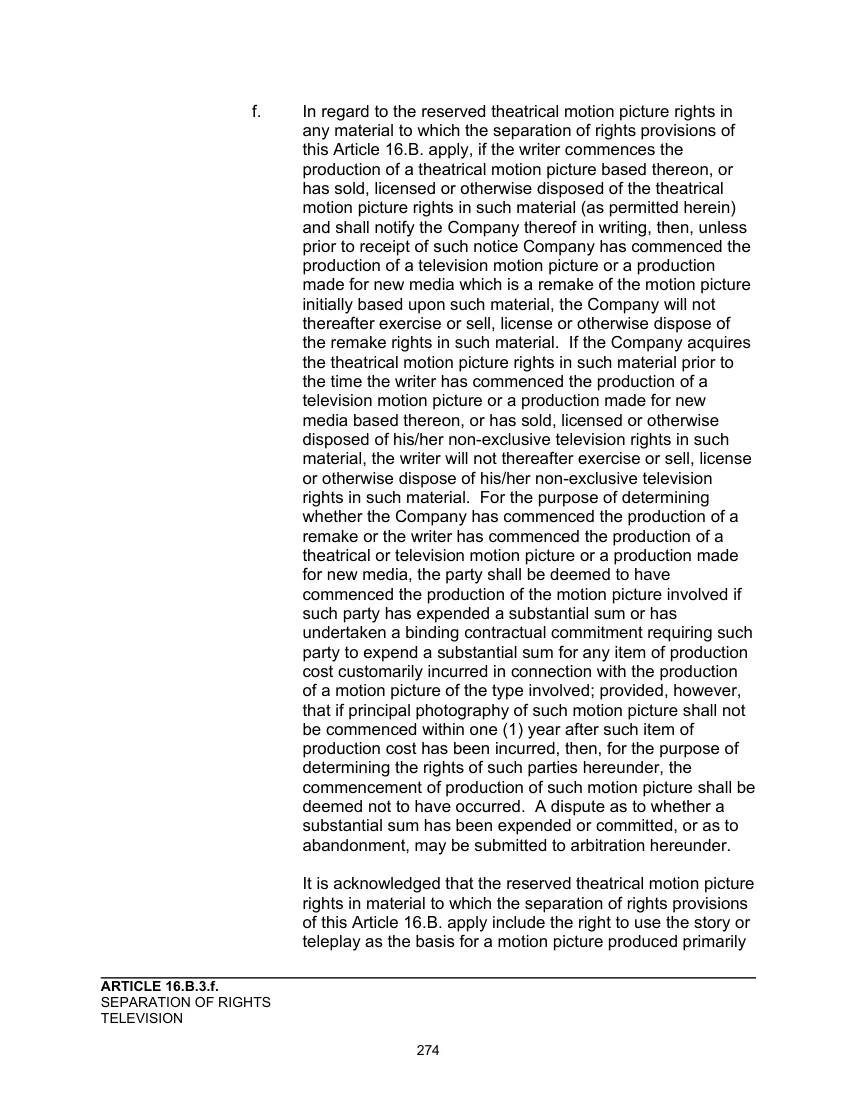 f. In regard to the reserved theatrical motion picture rights in
any material to which the separation of rights provisions of
this Article 16.B. apply, if the writer commences the
production of a theatrical motion picture based thereon, or
has sold, licensed or otherwise disposed of the theatrical
motion picture rights in such material (as permitted herein)
and shall notify the Company thereof in writing, then, unless
prior to receipt of such notice Company has commenced the
production of a television motion picture or a production
made for new media which is a remake of the motion picture
initially based upon such material, the Company will not
thereafter exercise or sell, license or otherwise dispose of
the remake rights in such material.  If the Company acquires
the theatrical motion picture rights in such material prior to
the time the writer has commenced the production of a
television motion picture or a production made for new
media based thereon, or has sold, licensed or otherwise
disposed of his/her non-exclusive television rights in such
material, the writer will not thereafter exercise or sell, license
or otherwise dispose of his/her non-exclusive television
rights in such material.  For the purpose of determining
whether the Company has commenced the production of a
remake or the writer has commenced the production of a
theatrical or television motion picture or a production made
for new media, the party shall be deemed to have
commenced the production of the motion picture involved if
such party has expended a substantial sum or has
undertaken a binding contractual commitment requiring such
party to expend a substantial sum for any item of production
cost customarily incurred in connection with the production
of a motion picture of the type involved; provided, however,
that if principal photography of such motion picture shall not
be commenced within one (1) year after such item of
production cost has been incurred, then, for the purpose of
determining the rights of such parties hereunder, the
commencement of production of such motion picture shall be
deemed not to have occurred.  A dispute as to whether a
substantial sum has been expended or committed, or as to
abandonment, may be submitted to arbitration hereunder.
It is acknowledged that the reserved theatrical motion picture
rights in material to which the separation of rights provisions
of this Article 16.B. apply include the right to use the story or
teleplay as the basis for a motion picture produced primarily
ARTICLE 16.B.3.f.
SEPARATION OF RIGHTS
TELEVISION
274